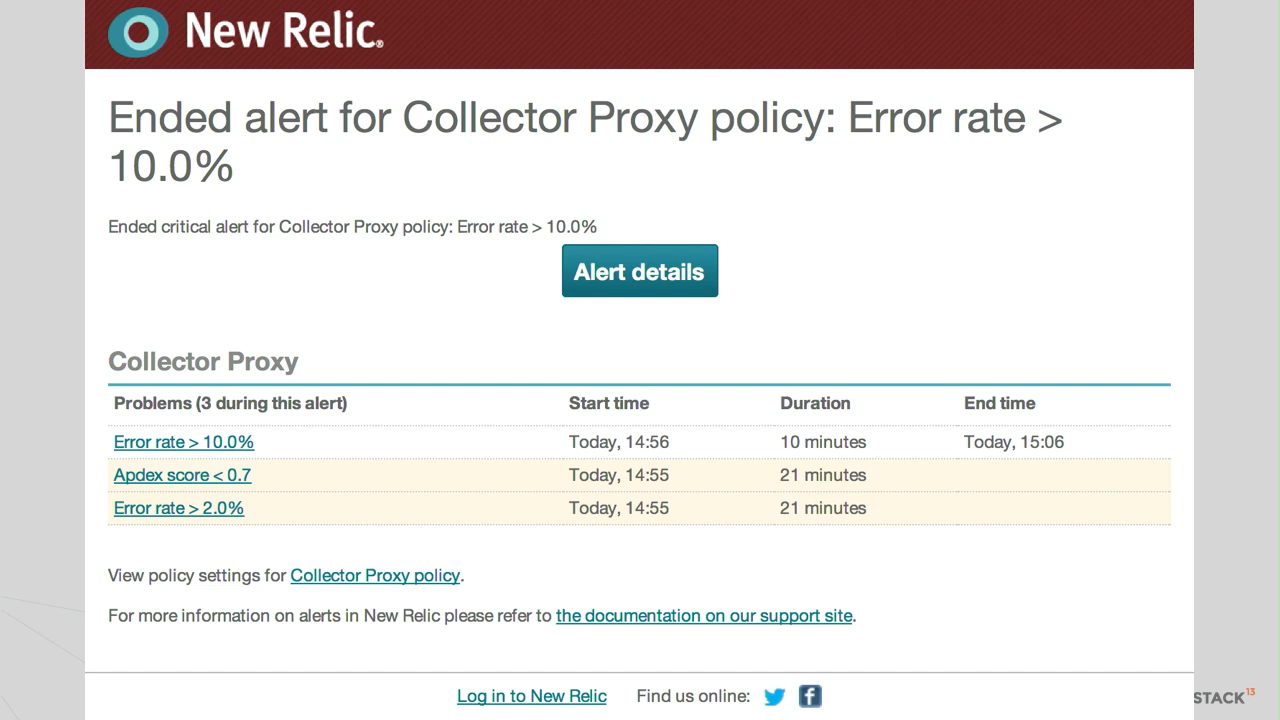 New Relic®
Ended alert for Collector Proxy policy: Error rate >
10.0%
Ended critical alert for Collector Proxy policy: Error rate > 10.0%
Alert details
Collector Proxy
Problems (3 during this alert) Start time Duration End time
Error rate > 10.0% Today, 14:56 10 minutes Today, 15:06
Apdex score < 0.7 Today, 14:55 21 minutes
Error rate > 2.0% Today, 14:55 21 minutes
View policy settings for Collector Proxy policy.
For more information on alerts in New Relic please refer to the documentation on our support site.
Log in to New Relic Find us online:
STACK 13